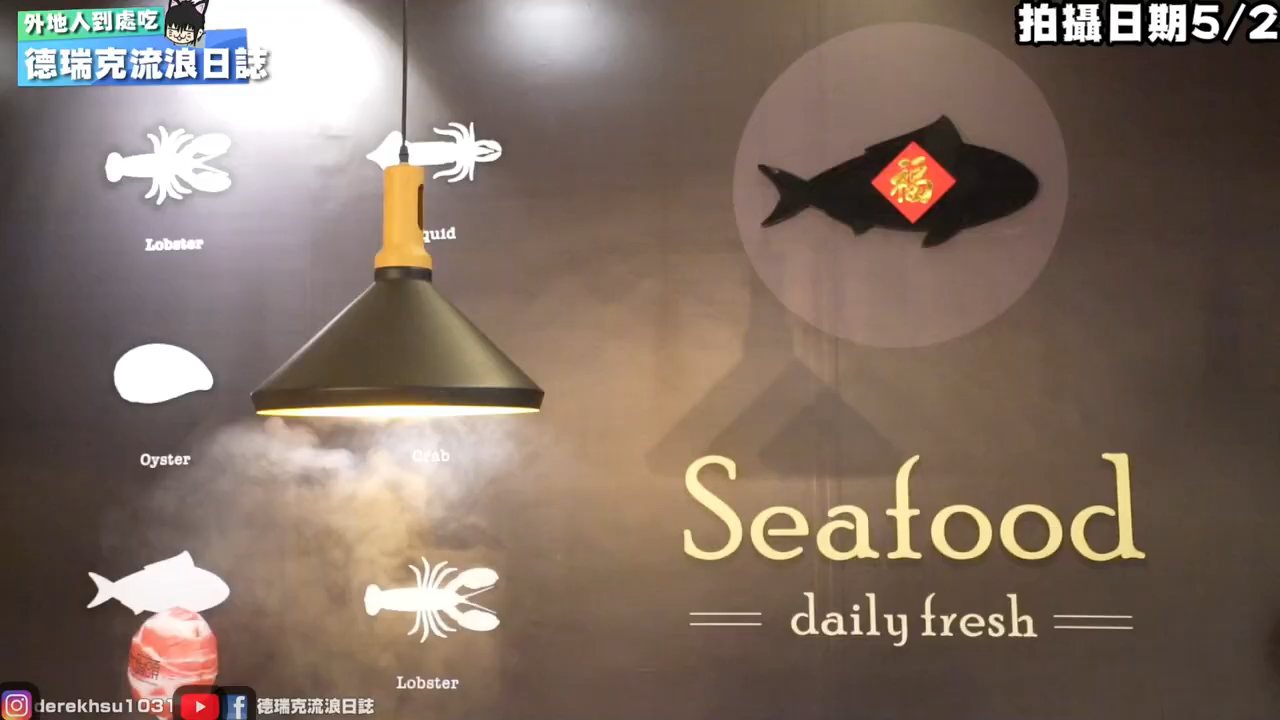 外地人到處吃
德瑞克流浪日誌
拍攝日期5/2
Lobster
quid
福
Oyster
Crab
Seafood
daily fresh
Lobster
derekhsu1031
德瑞克流浪日誌